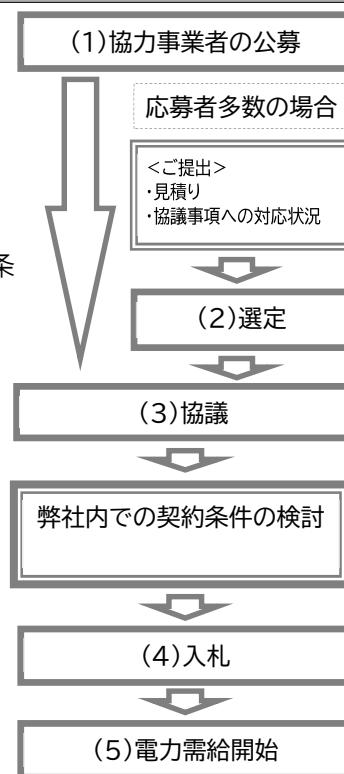 (1)協力事業者の公募
応募者多数の場合
<ご提出>
・見積り
・協議事項への対応状況
条
(2)選定
(3)協議
弊社内での契約条件の検討
(4)入札
(5)電力需給開始